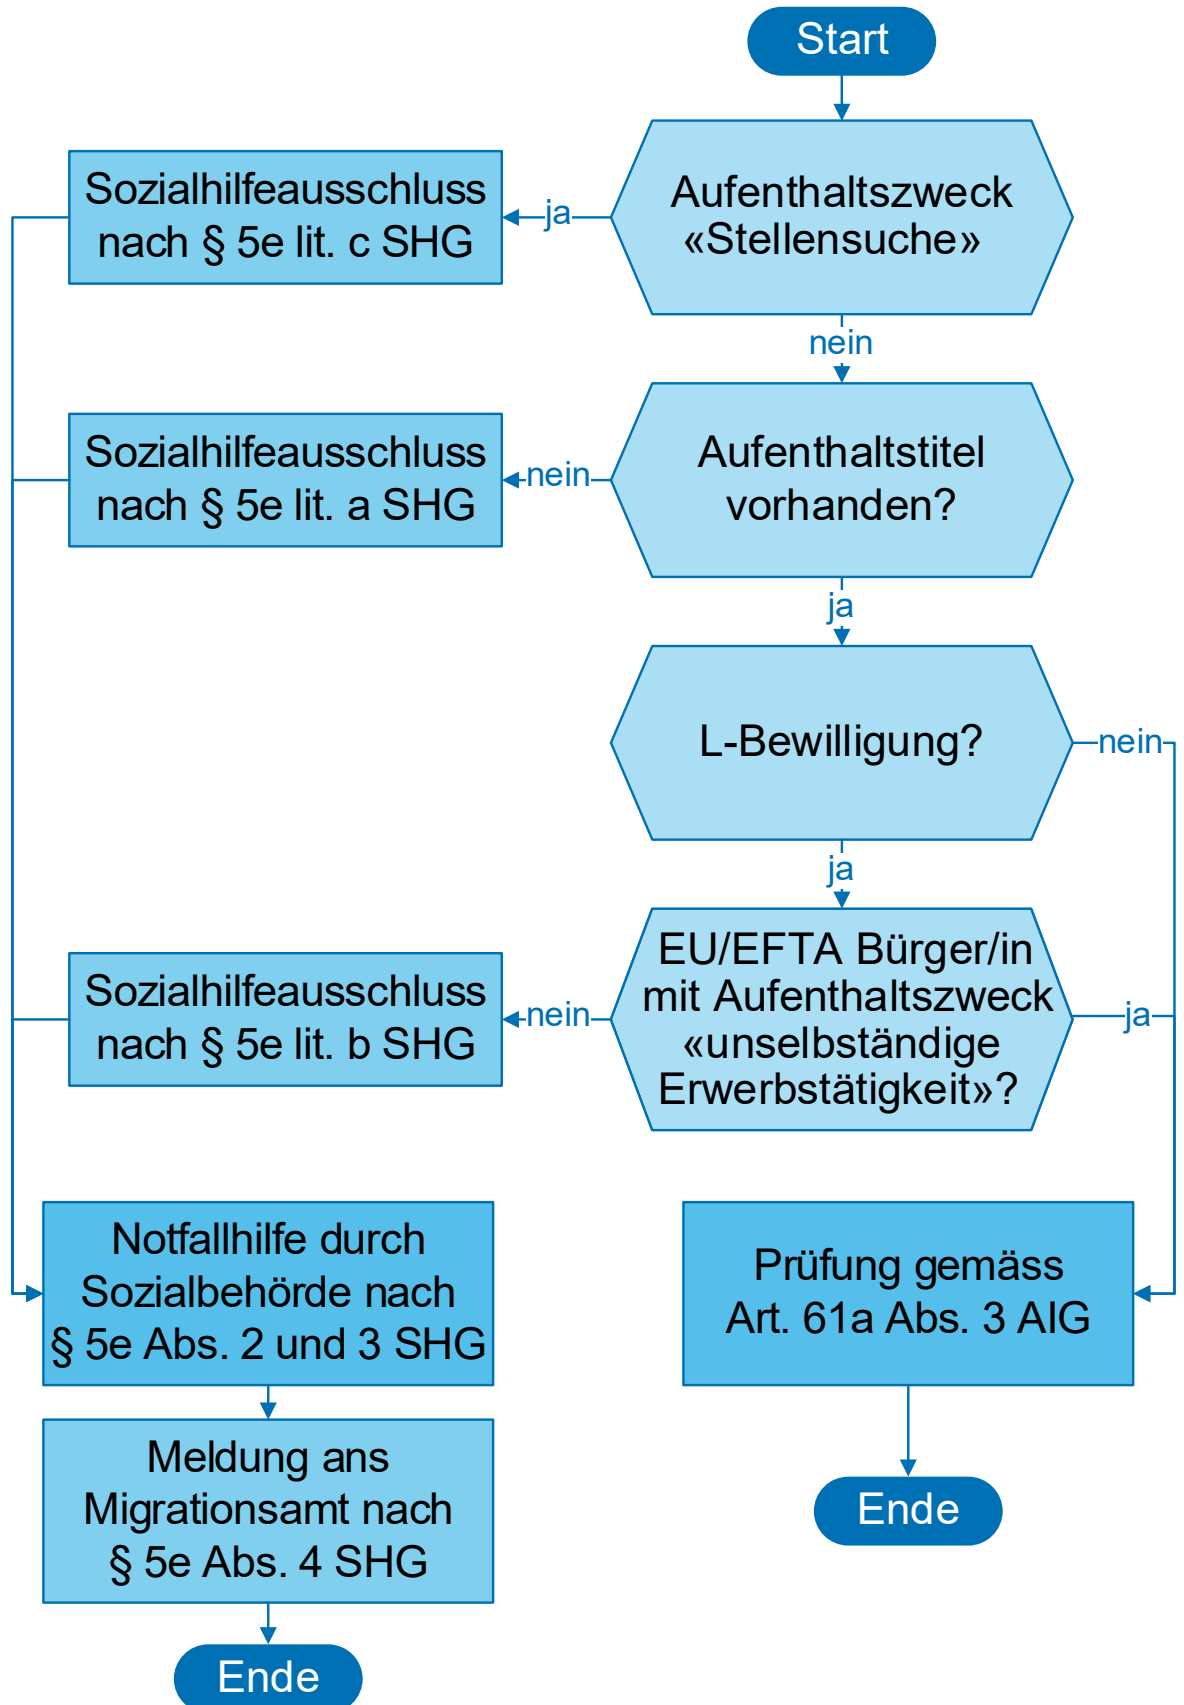 Start
Aufenthaltszweck
«Stellensuche»
ja
Sozialhilfeausschluss
nach § 5e lit. c SHG
nein
Aufenthaltstitel
vorhanden?
nein
Sozialhilfeausschluss
nach § 5e lit. a SHG
ja
L-Bewilligung?
nein
ja
EU/EFTA Bürger/in
mit Aufenthaltszweck
«unselbständige
Erwerbstätigkeit»?
ja
nein
Sozialhilfeausschluss
nach § 5e lit. b SHG
Notfallhilfe durch
Sozialbehörde nach
§ 5e Abs. 2 und 3 SHG
Prüfung gemäss
Art. 61a Abs. 3 AIG
Meldung ans
Migrationsamt nach
§ 5e Abs. 4 SHG
Ende
Ende